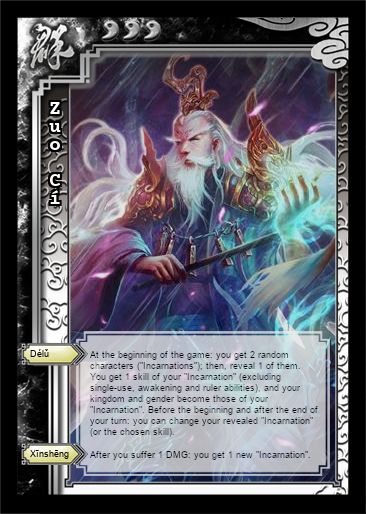 群
Zuo Cí
Délǔ
At the beginning of the game: you get 2 random
characters ("Incarnations"); then, reveal 1 of them.
You get 1 skill of your "Incarnation" (excluding
single-use, awakening and ruler abilities), and your
kingdom and gender become those of your
"Incarnation". Before the beginning and after the end of
your turn: you can change your revealed "Incarnation"
(or the chosen skill).
Xīnshēng
After you suffer 1 DMG: you get 1 new "Incarnation".